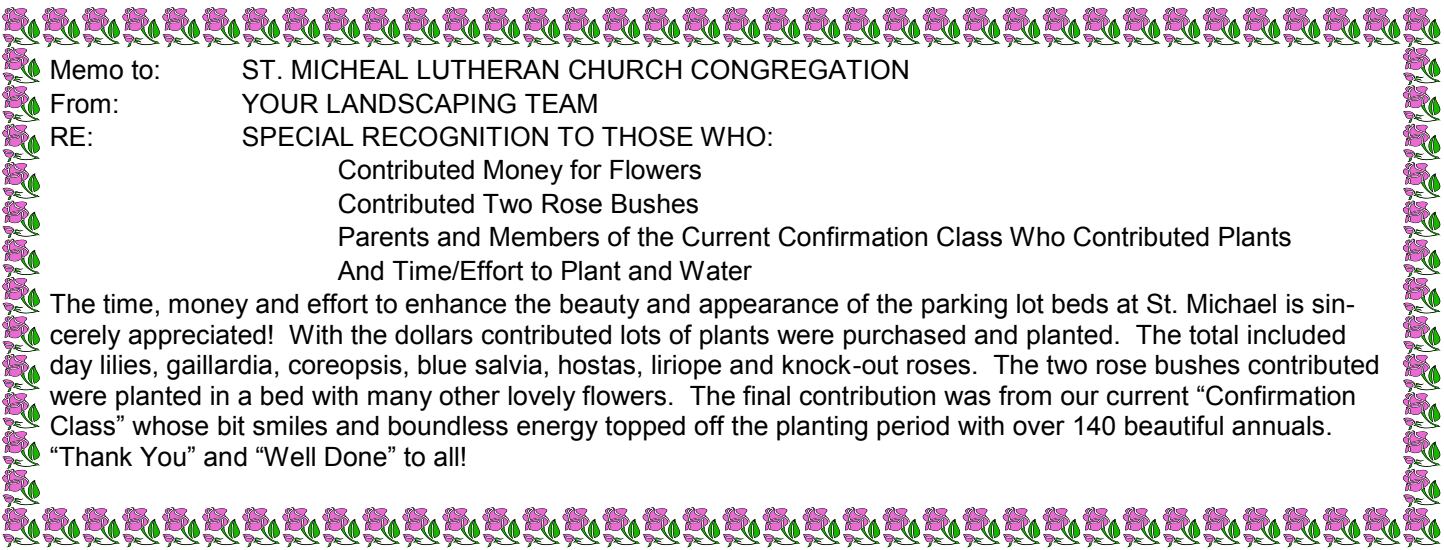 Memo to: ST. MICHEAL LUTHERAN CHURCH CONGREGATION
From: YOUR LANDSCAPING TEAM
RE: SPECIAL RECOGNITION TO THOSE WHO:
Contributed Money for Flowers
Contributed Two Rose Bushes
Parents and Members of the Current Confirmation Class Who Contributed Plants
And Time/Effort to Plant and Water
The time, money and effort to enhance the beauty and appearance of the parking lot beds at St. Michael is sin-
cerely appreciated!  With the dollars contributed lots of plants were purchased and planted.  The total included
day lilies, gaillardia, coreopsis, blue salvia, hostas, liriope and knock-out roses.  The two rose bushes contributed
were planted in a bed with many other lovely flowers.  The final contribution was from our current “Confirmation
Class” whose bit smiles and boundless energy topped off the planting period with over 140 beautiful annuals.
“Thank You” and “Well Done” to all!